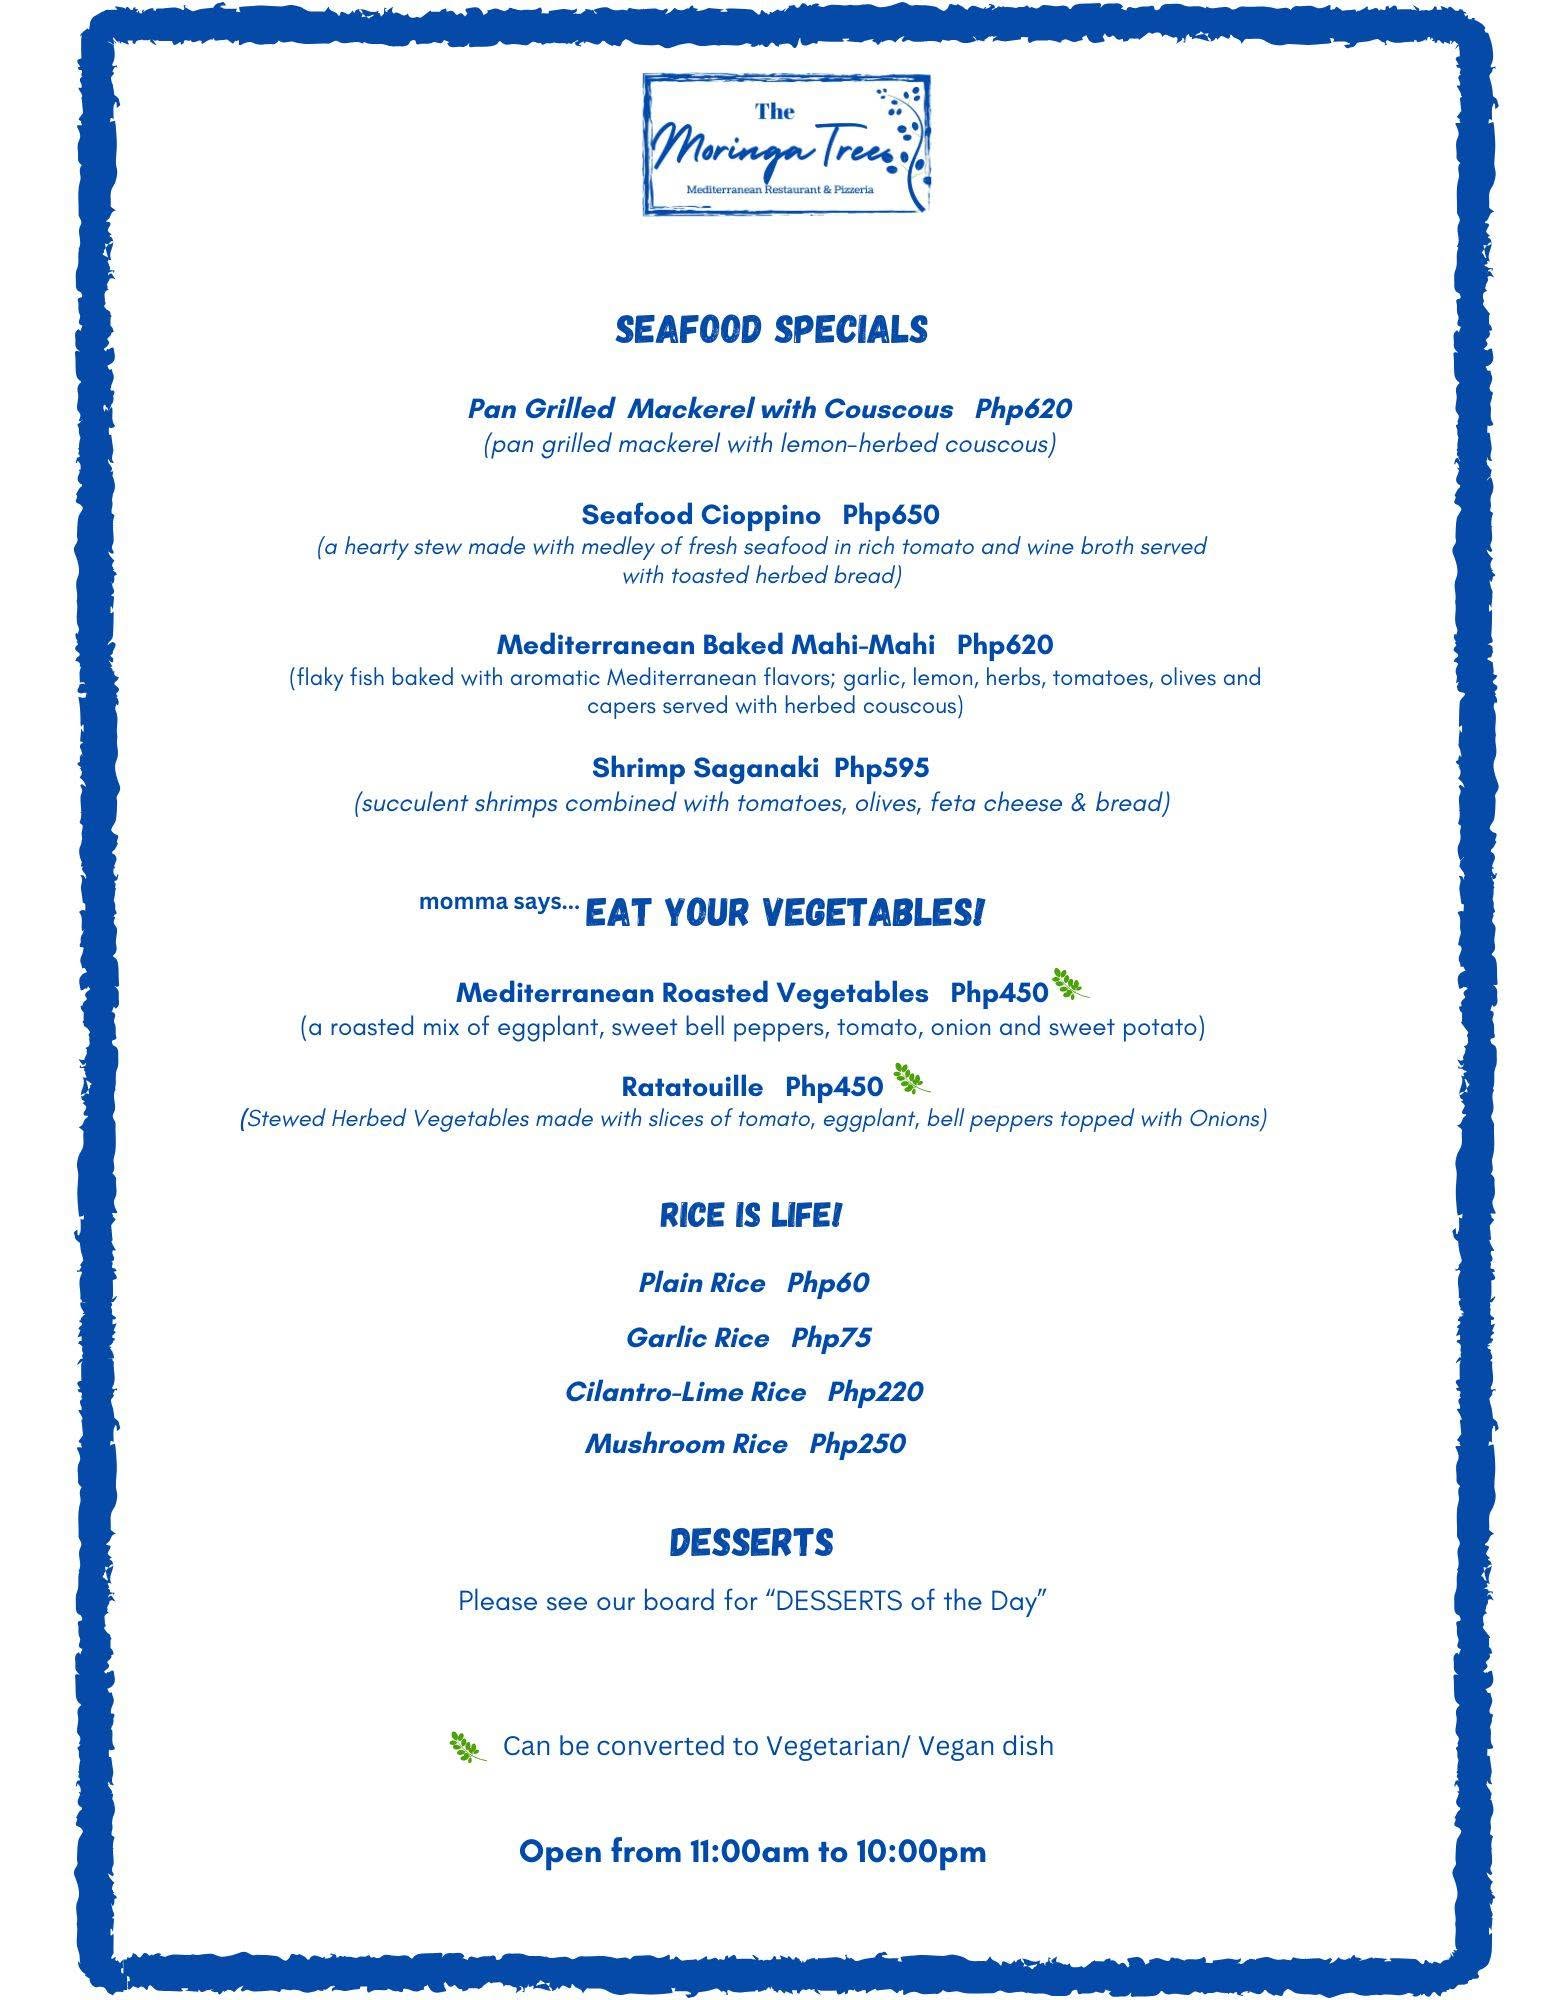 The
Moringa Trees
Mediterranean Restaurant & Pizzeria
SEAFOOD SPECIALS
Pan Grilled Mackerel with Couscous Php620
(pan grilled mackerel with lemon-herbed couscous)
Seafood Cioppino Php650
(a hearty stew made with medley of fresh seafood in rich tomato and wine broth served
with toasted herbed bread)
Mediterranean Baked Mahi-Mahi Php620
(flaky fish baked with aromatic Mediterranean flavors; garlic, lemon, herbs, tomatoes, olives and
capers served with herbed couscous)
Shrimp Saganaki Php595
(succulent shrimps combined with tomatoes, olives, feta cheese & bread)
momma says... EAT YOUR VEGETABLES!
Mediterranean Roasted Vegetables Php450
(a roasted mix of eggplant, sweet bell peppers, tomato, onion and sweet potato)
Ratatouille Php450
(Stewed Herbed Vegetables made with slices of tomato, eggplant, bell peppers topped with Onions)
RICE IS LIFE!
Plain Rice Php60
Garlic Rice Php75
Cilantro-Lime Rice Php220
Mushroom Rice Php250
DESSERTS
Please see our board for “DESSERTS of the Day”
Can be converted to Vegetarian/ Vegan dish
Open from 11:00am to 10:00pm